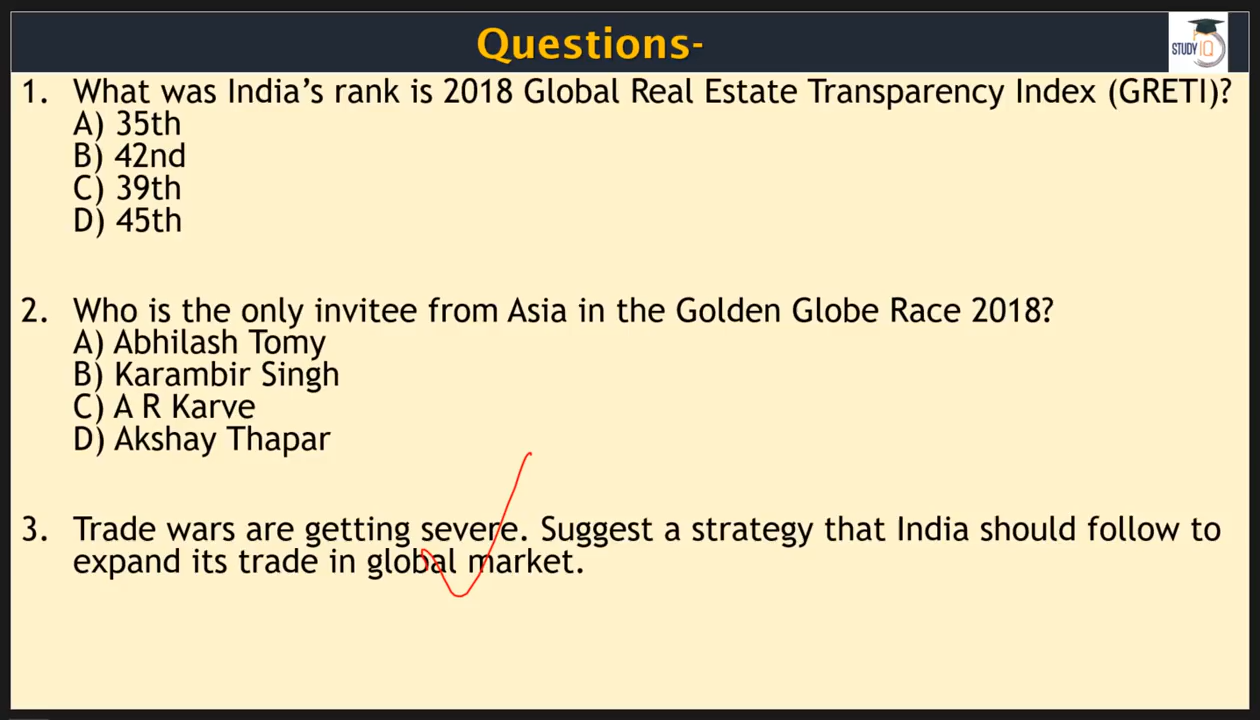 Questions-
STUDY IQ
1. What was India's rank is 2018 Global Real Estate Transparency Index (GRETI)?
A) 35th
B) 42nd
C) 39th
D) 45th
2. Who is the only invitee from Asia in the Golden Globe Race 2018?
A) Abhilash Tomy
B) Karambir Singh
C) A R Karve
D) Akshay Thapar
3. Trade wars are getting severe. Suggest a strategy that India should follow to
expand its trade in global market.